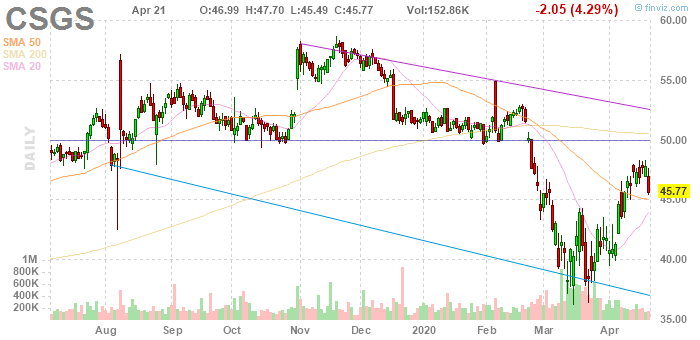 CSGS Apr 21 O:46.99 H:47.70 L:45.49 C:45.77 Vol:152.86K -2.05 (4.29%) © finviz.com
SMA 50
SMA 200
SMA 20
DAILY
60.00
55.00
50.00
45.77
45.00
40.00
35.00
1M
800K
600K
400K
200K
Aug Sep Oct Nov Dec 2020 Feb Mar Apr